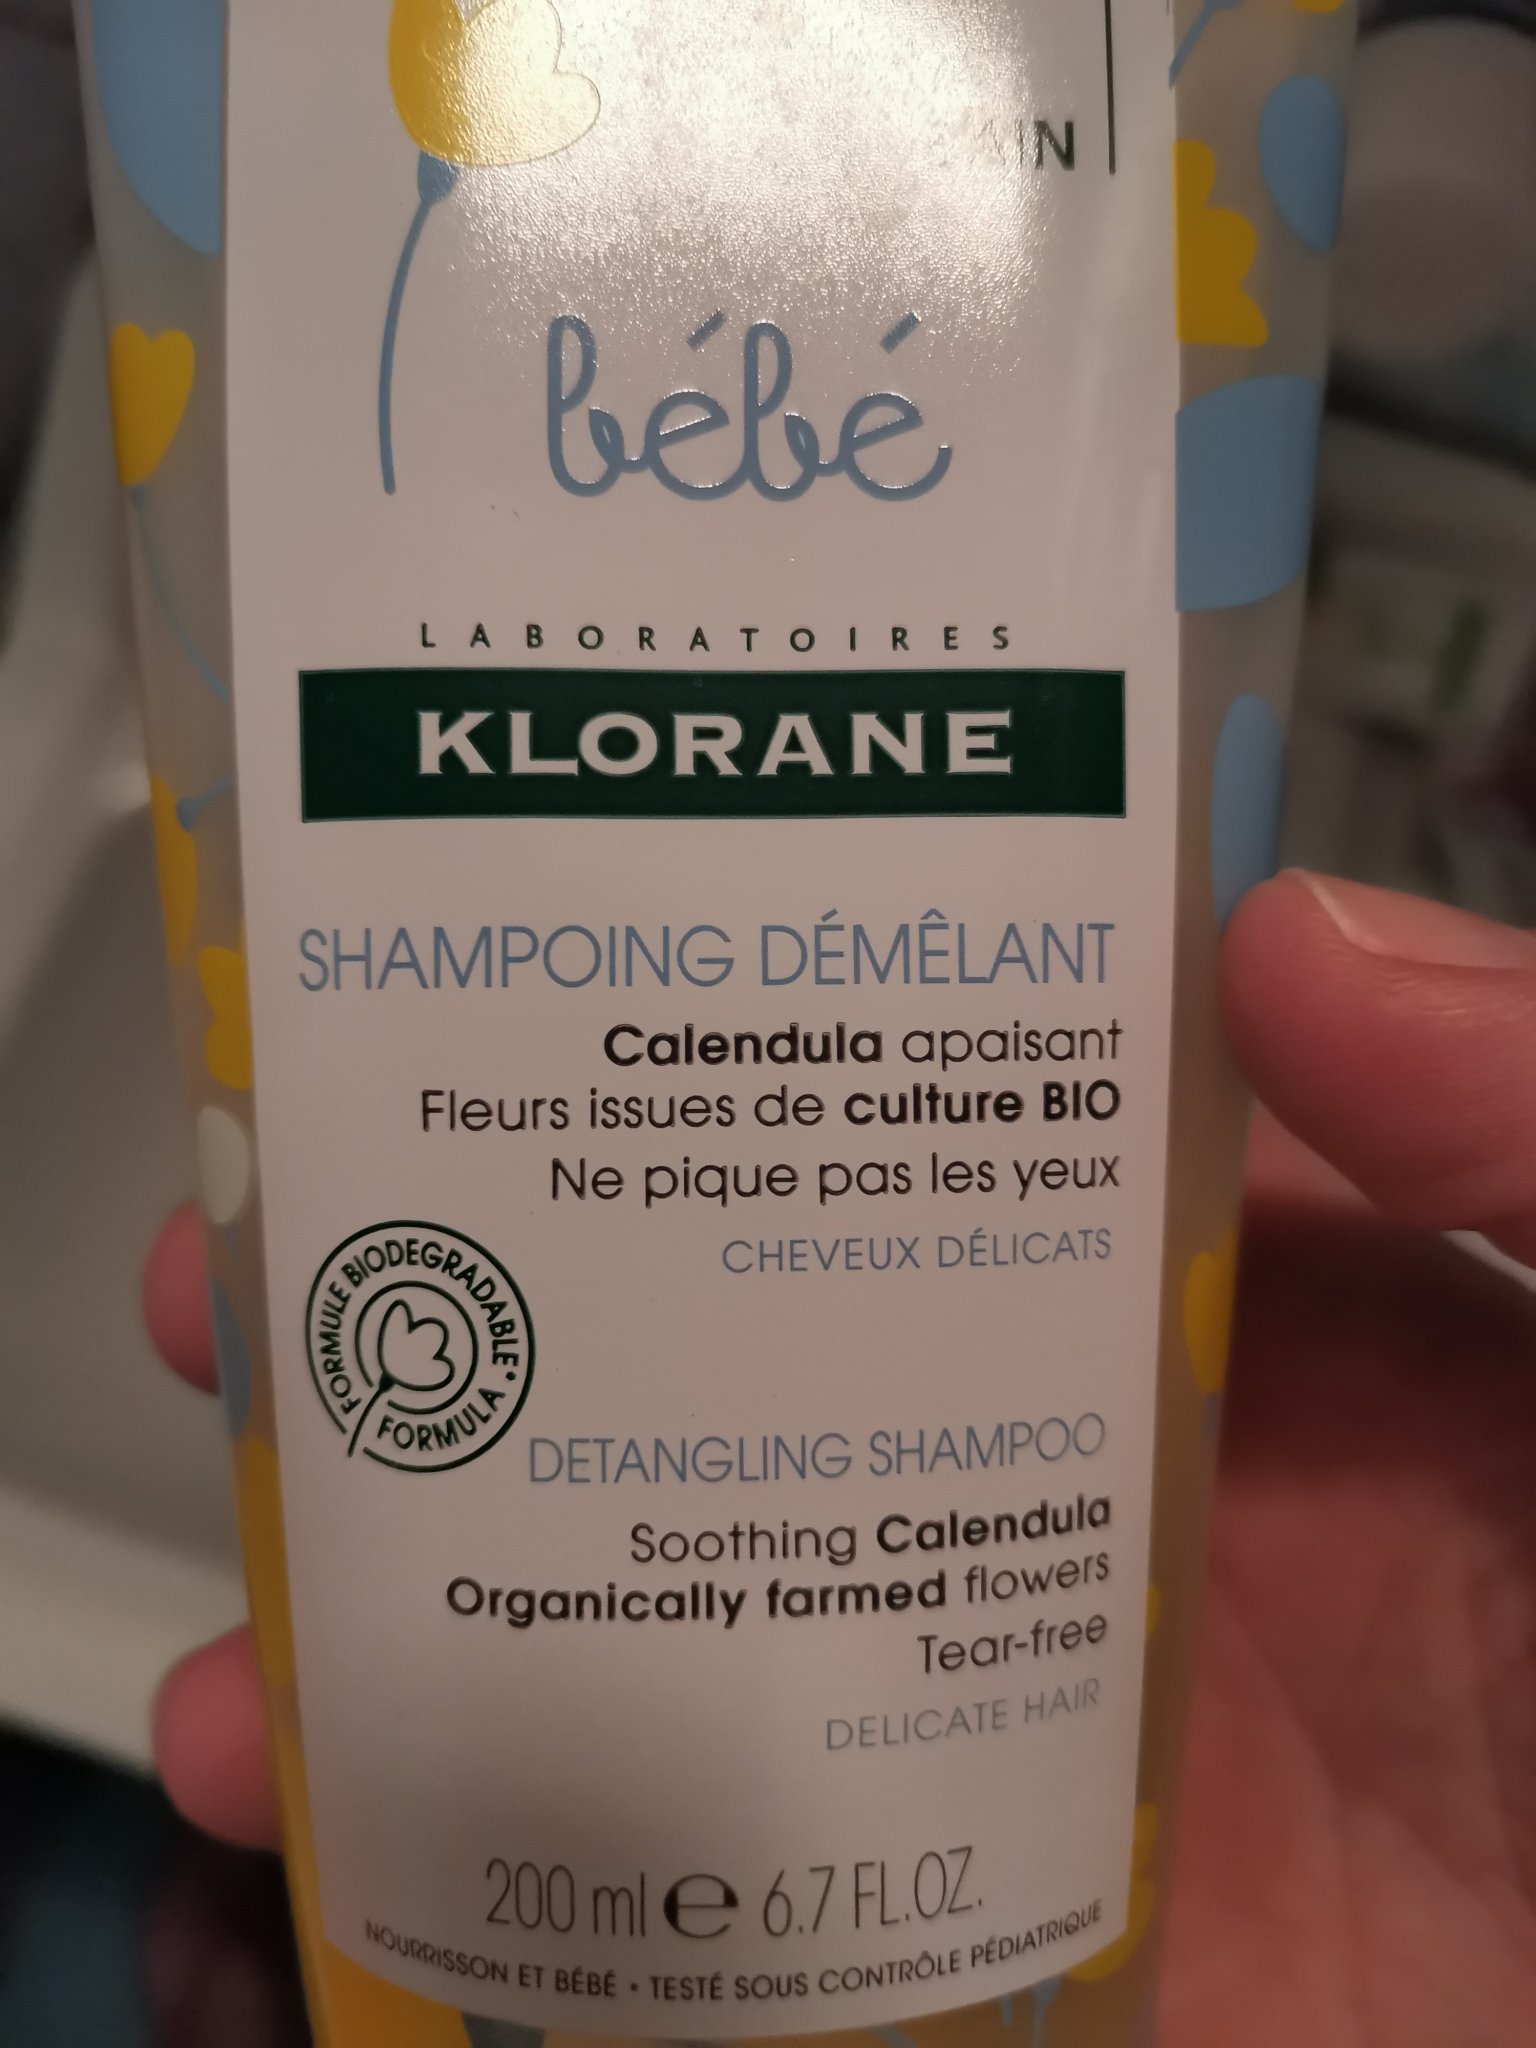 bébé
LABORATOIRES
KLORANE
SHAMPOING DÉMÊLANT
Calendula apaisant
Fleurs issues de culture BIO
Ne pique pas les yeux
CHEVEUX DÉLICATS
FORMULE BIODEGRADABLE •
FORMULA
DETANGLING SHAMPOO
Soothing Calendula
Organically farmed flowers
Tear-free
DELICATE HAIR
200 ml e 6.7 FL.OZ.
NOURRISSON ET BÉBÉ • TESTÉ SOUS CONTRÔLE PÉDIATRIQUE